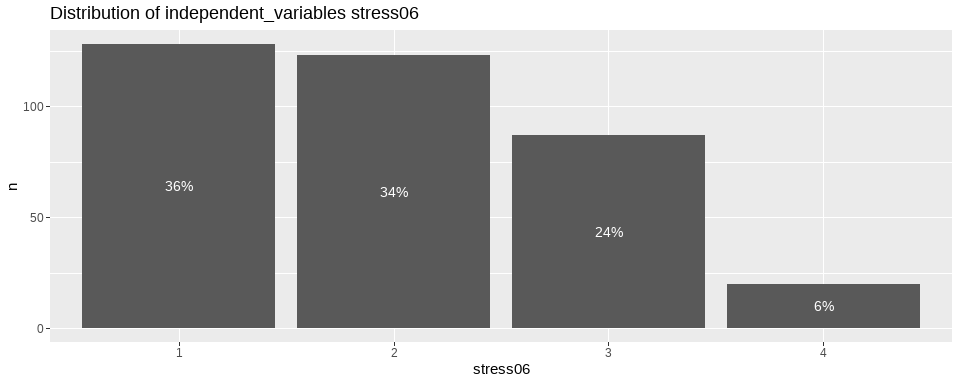 Distribution of independent_variables stress06
n
100
50
0
36%
34%
24%
6%
1 2 3 4
stress06